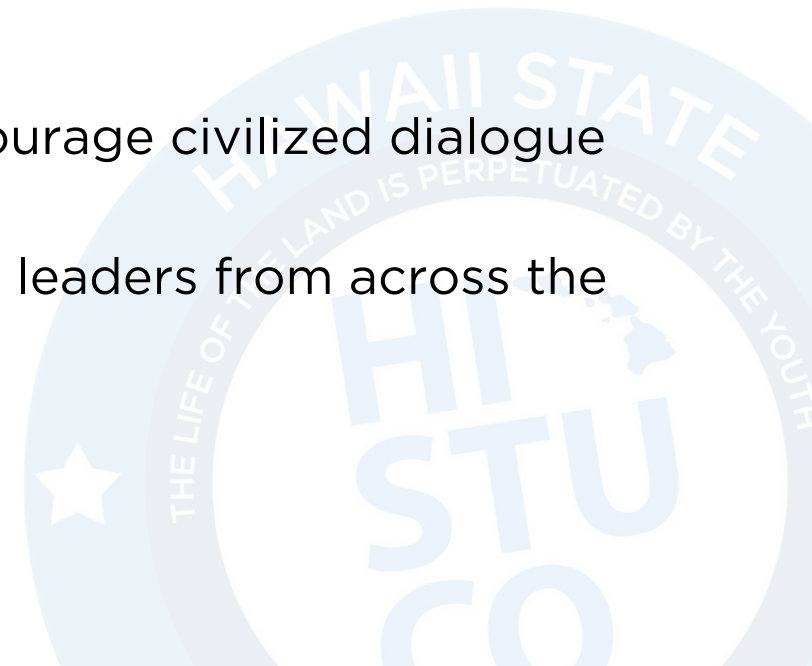 ourage civilized dialogue
leaders from across the
HAWAII STATE
THE LIFE OF THE LAND IS PERPETUATED BY THE YOUTH
HI
STU
CO